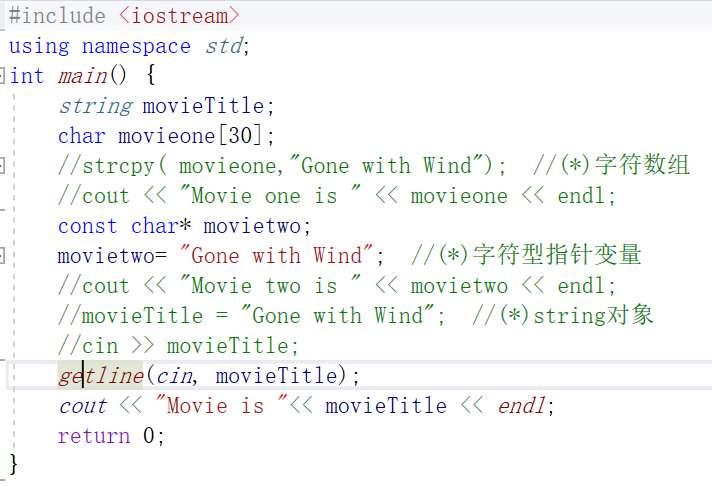 #include <iostream>
using namespace std;
int main() {
string movieTitle;
char movieone[30];
//strcpy( movieone,"Gone with Wind");  //(*)字符数组
//cout << "Movie one is " << movieone << endl;
const char* movietwo;
movietwo= "Gone with Wind";  //(*)字符型指针变量
//cout << "Movie two is " << movietwo << endl;
//movieTitle = "Gone with Wind";  //(*)string对象
//cin >> movieTitle;
getline(cin, movieTitle);
cout << "Movie is "<< movieTitle << endl;
return 0;
}